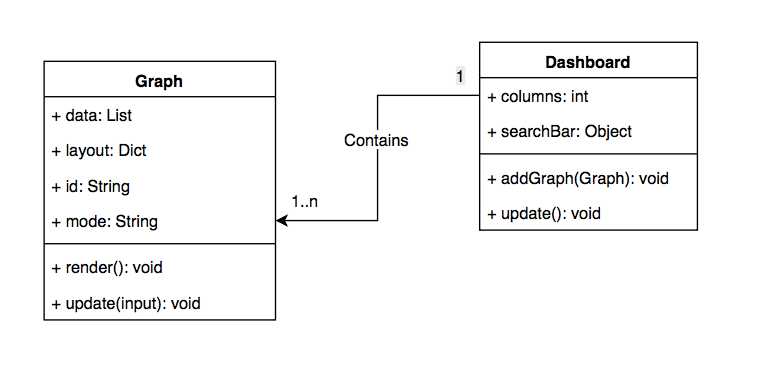 Graph
+ data: List
+ layout: Dict
+ id: String
+ mode: String
+ render(): void
+ update(input): void
1..n
Contains
1
Dashboard
+ columns: int
+ searchBar: Object
+ addGraph(Graph): void
+ update(): void